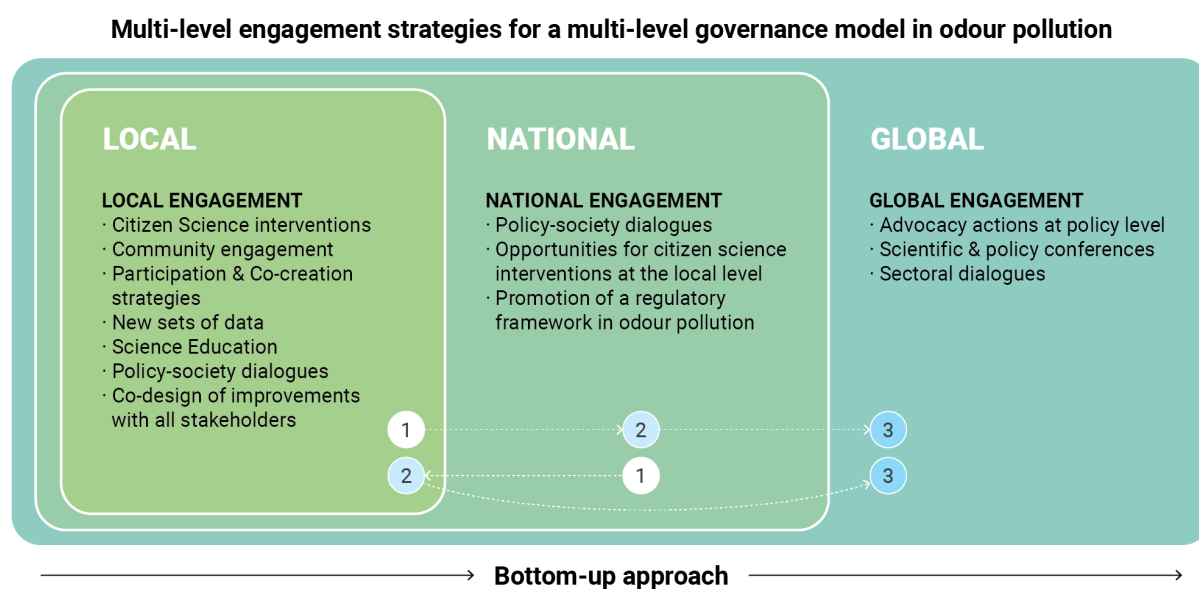 Multi-level engagement strategies for a multi-level governance model in odour pollution
LOCAL
LOCAL ENGAGEMENT
· Citizen Science interventions
· Community engagement
· Participation & Co-creation
strategies
· New sets of data
· Science Education
· Policy-society dialogues
· Co-design of improvements
with all stakeholders
NATIONAL
NATIONAL ENGAGEMENT
· Policy-society dialogues
· Opportunities for citizen science
interventions at the local level
· Promotion of a regulatory
framework in odour pollution
GLOBAL
GLOBAL ENGAGEMENT
· Advocacy actions at policy level
· Scientific & policy conferences
· Sectoral dialogues
1 2 3
2 1 3
Bottom-up approach